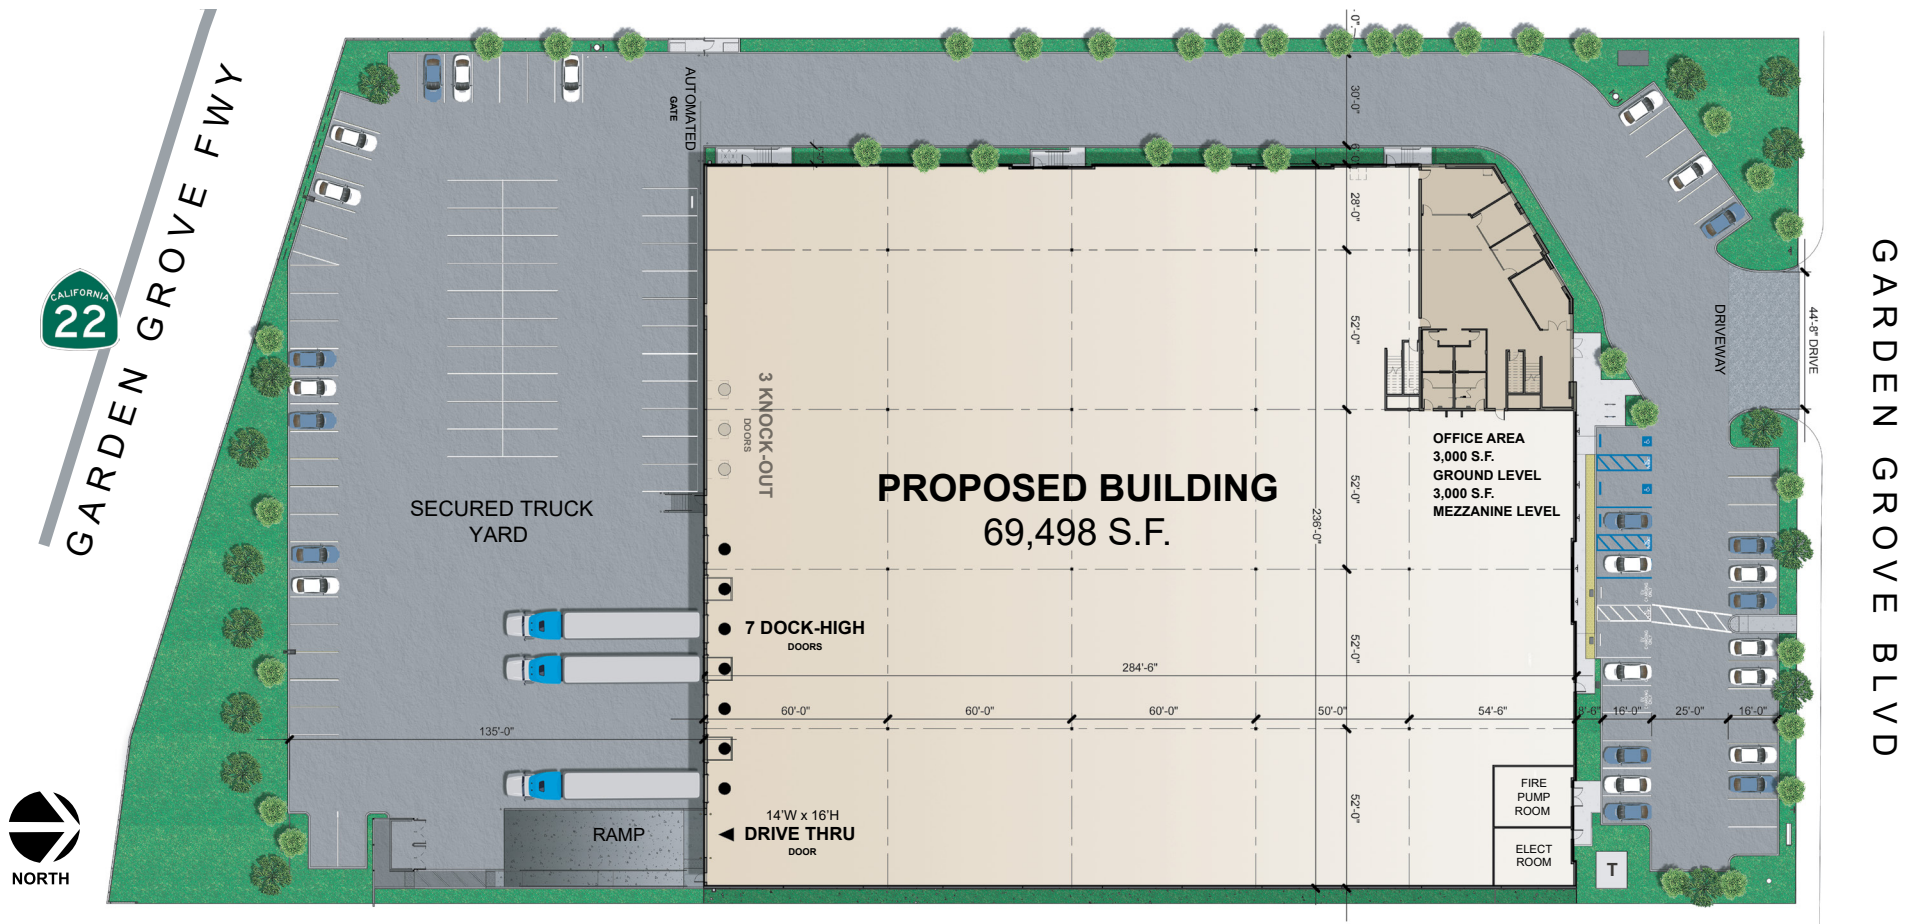 GARDEN GROVE FWY
CALIFORNIA
22
NORTH
AUTOMATED
GATE
30'-0"
28'-0"
52'-0"
52'-0"
52'-0"
52'-0"
236'-0"
3 KNOCK-OUT
DOORS
SECURED TRUCK
YARD
PROPOSED BUILDING
69,498 S.F.
OFFICE AREA
3,000 S.F.
GROUND LEVEL
3,000 S.F.
MEZZANINE LEVEL
7 DOCK-HIGH
DOORS
284'-6"
60'-0"
60'-0"
60'-0"
50'-0"
54'-6"
8'-6"
16'-0"
25'-0"
16'-0"
135'-0"
14'W x 16'H
DRIVE THRU
DOOR
RAMP
FIRE
PUMP
ROOM
ELECT
ROOM
T
DRIVEWAY
44'-8" DRIVE
GARDEN GROVE BLVD